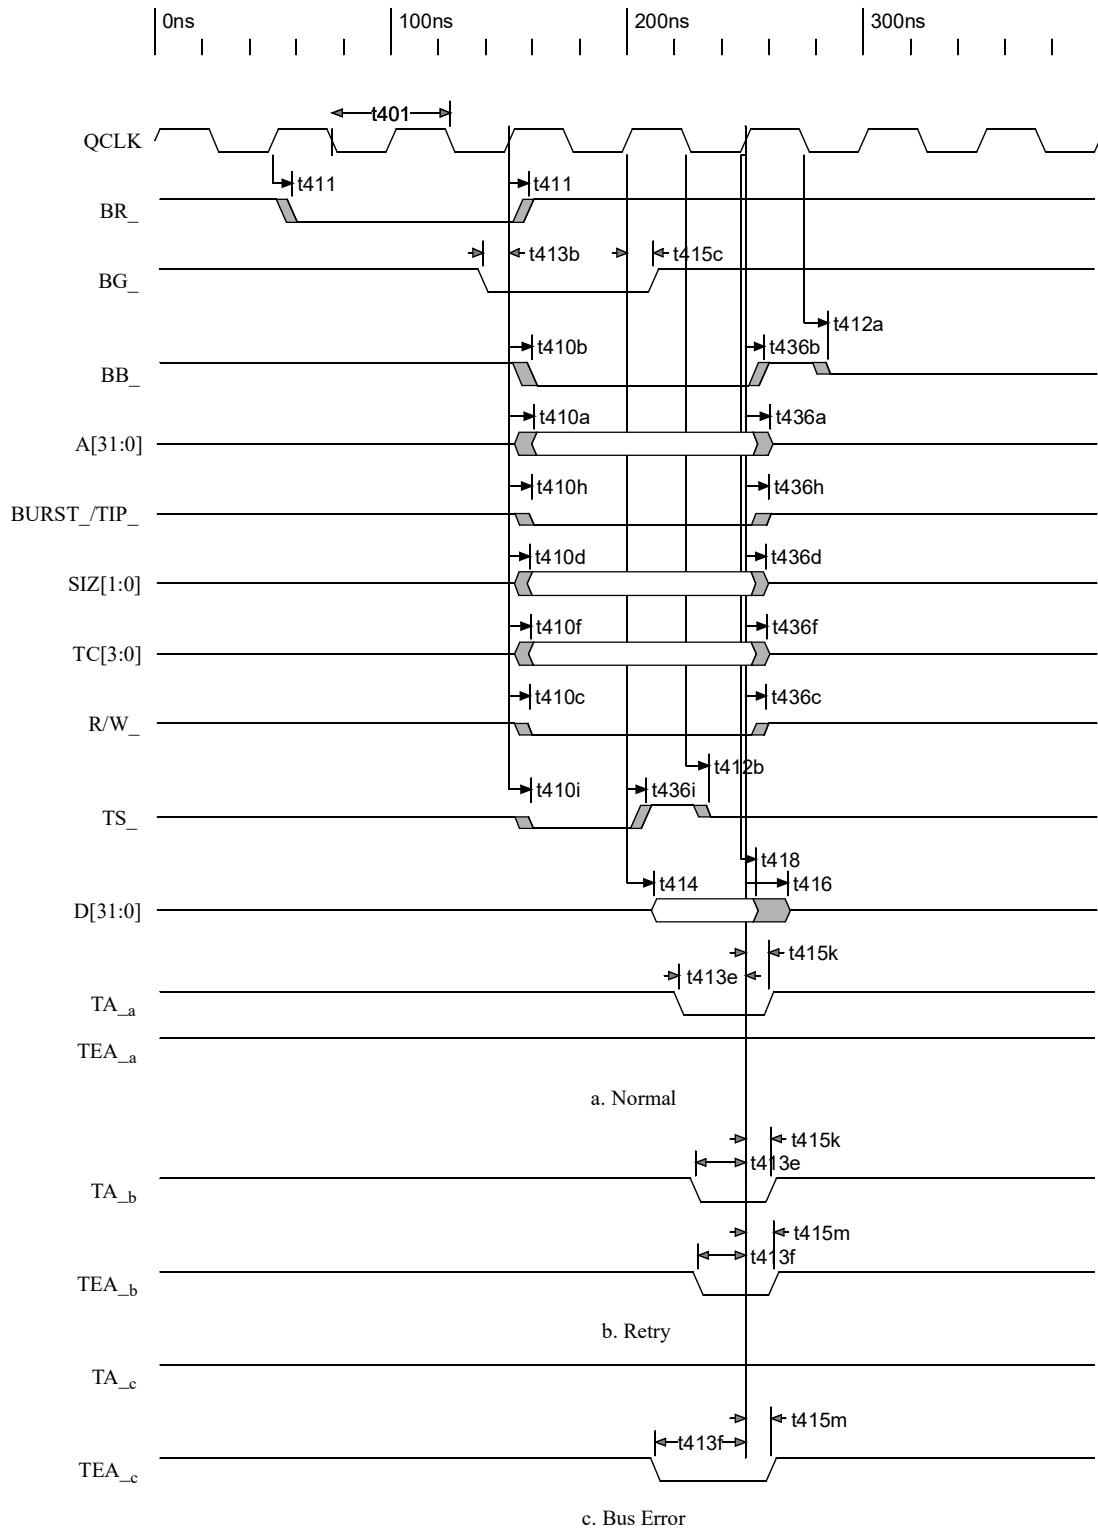 0ns 100ns 200ns 300ns
t401
QCLK
t411 t411
BR_
t413b t415c
BG_
t412a
t410b t436b
BB_
t410a t436a
A[31:0]
t410h t436h
BURST_/TIP_
t410d t436d
SIZ[1:0]
t410f t436f
TC[3:0]
t410c t436c
R/W_
t412b
t410i t436i
TS_
t418
t414 t416
D[31:0]
t415k
t413e
TA_a
TEA_a
a. Normal
t415k
t413e
TA_b
t415m
t413f
TEA_b
b. Retry
TA_c
t415m
t413f
TEA_c
c. Bus Error